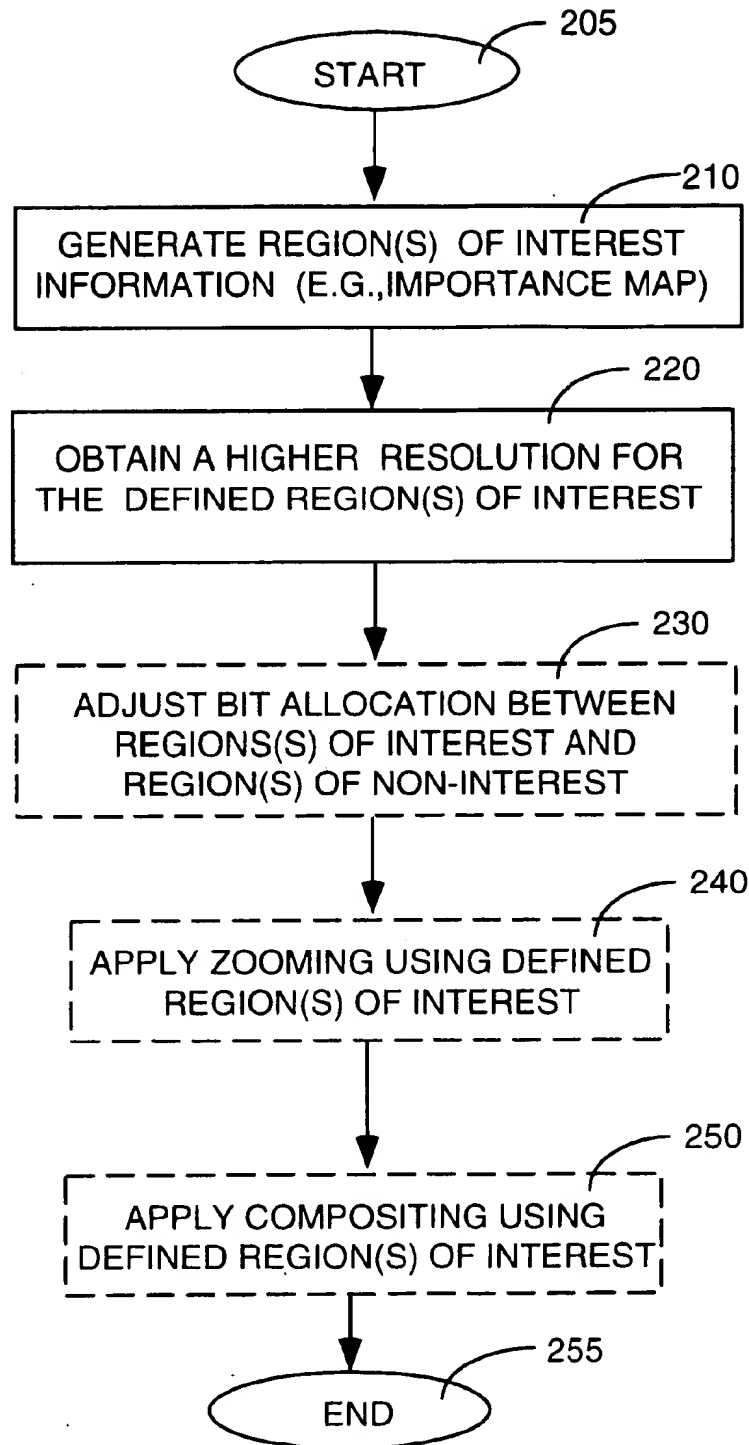 205
START
210
GENERATE REGION(S) OF INTEREST
INFORMATION (E.G.,IMPORTANCE MAP)
220
OBTAIN A HIGHER RESOLUTION FOR
THE DEFINED REGION(S) OF INTEREST
230
ADJUST BIT ALLOCATION BETWEEN
REGIONS(S) OF INTEREST AND
REGION(S) OF NON-INTEREST
240
APPLY ZOOMING USING DEFINED
REGION(S) OF INTEREST
250
APPLY COMPOSITING USING
DEFINED REGION(S) OF INTEREST
255
END